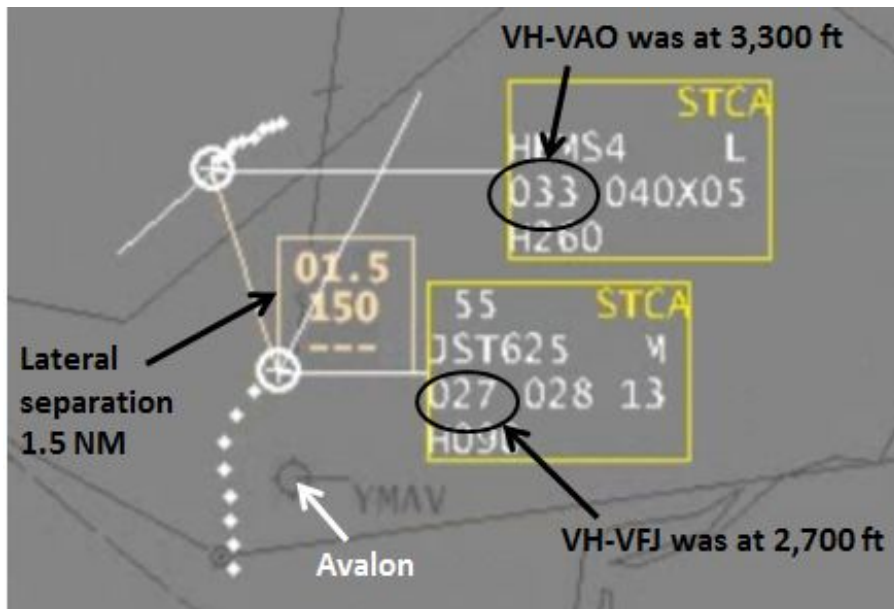 VH-VAO was at 3,300 ft
STCA
L
033 040X05
H260
01.5
150
---
55 STCA
JST625 M
027 028 13
Lateral
separation
1.5 NM
YMAV
Avalon
VH-VFJ was at 2,700 ft